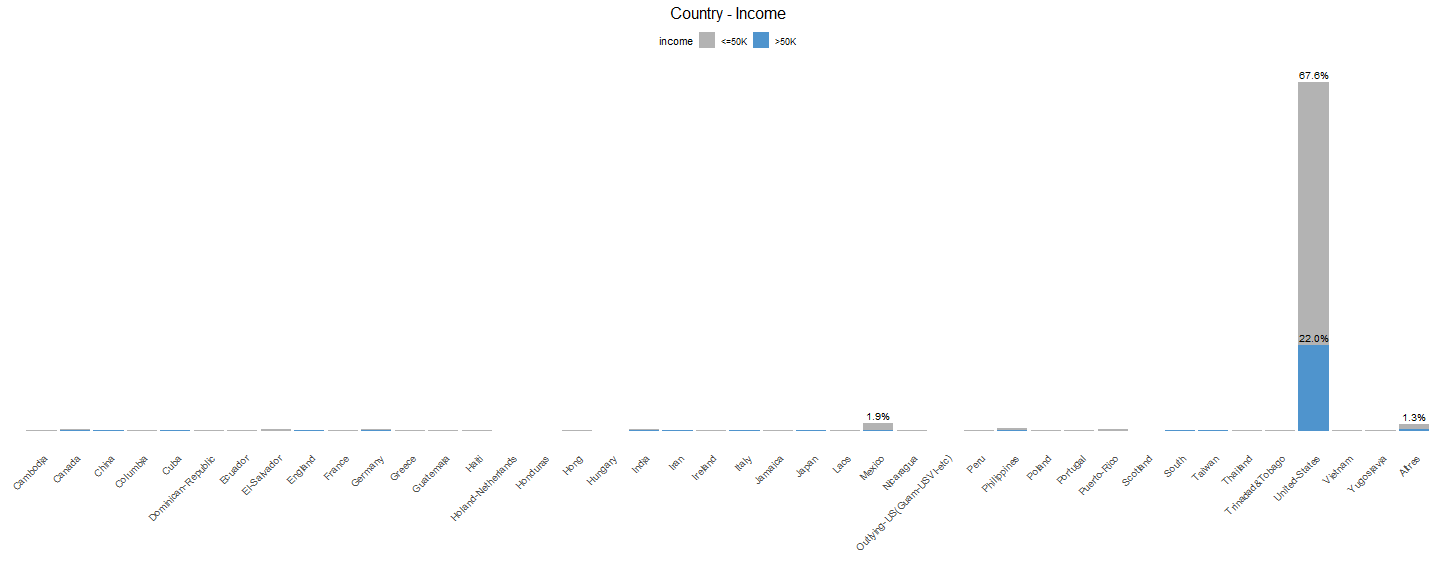 Country - Income
income <=50K >50K
67.6%
22.0%
1.9%
1.3%
Cambodja
Canada
China
Columbia
Cuba
Dominican-Republic
Ecuador
El-Salvador
England
France
Germany
Greece
Guatemala
Haiti
Holand-Netherlands
Honduras
Hong
Hungary
India
Iran
Ireland
Italy
Jamaica
Japan
Laos
Mexico
Nicaragua
Outlying-US(Guam-USVI-etc)
Peru
Philippines
Poland
Portugal
Puerto-Rico
Scotland
South
Taiwan
Thailand
Trinadad&Tobago
United-States
Vietnam
Yugoslavia
Altres